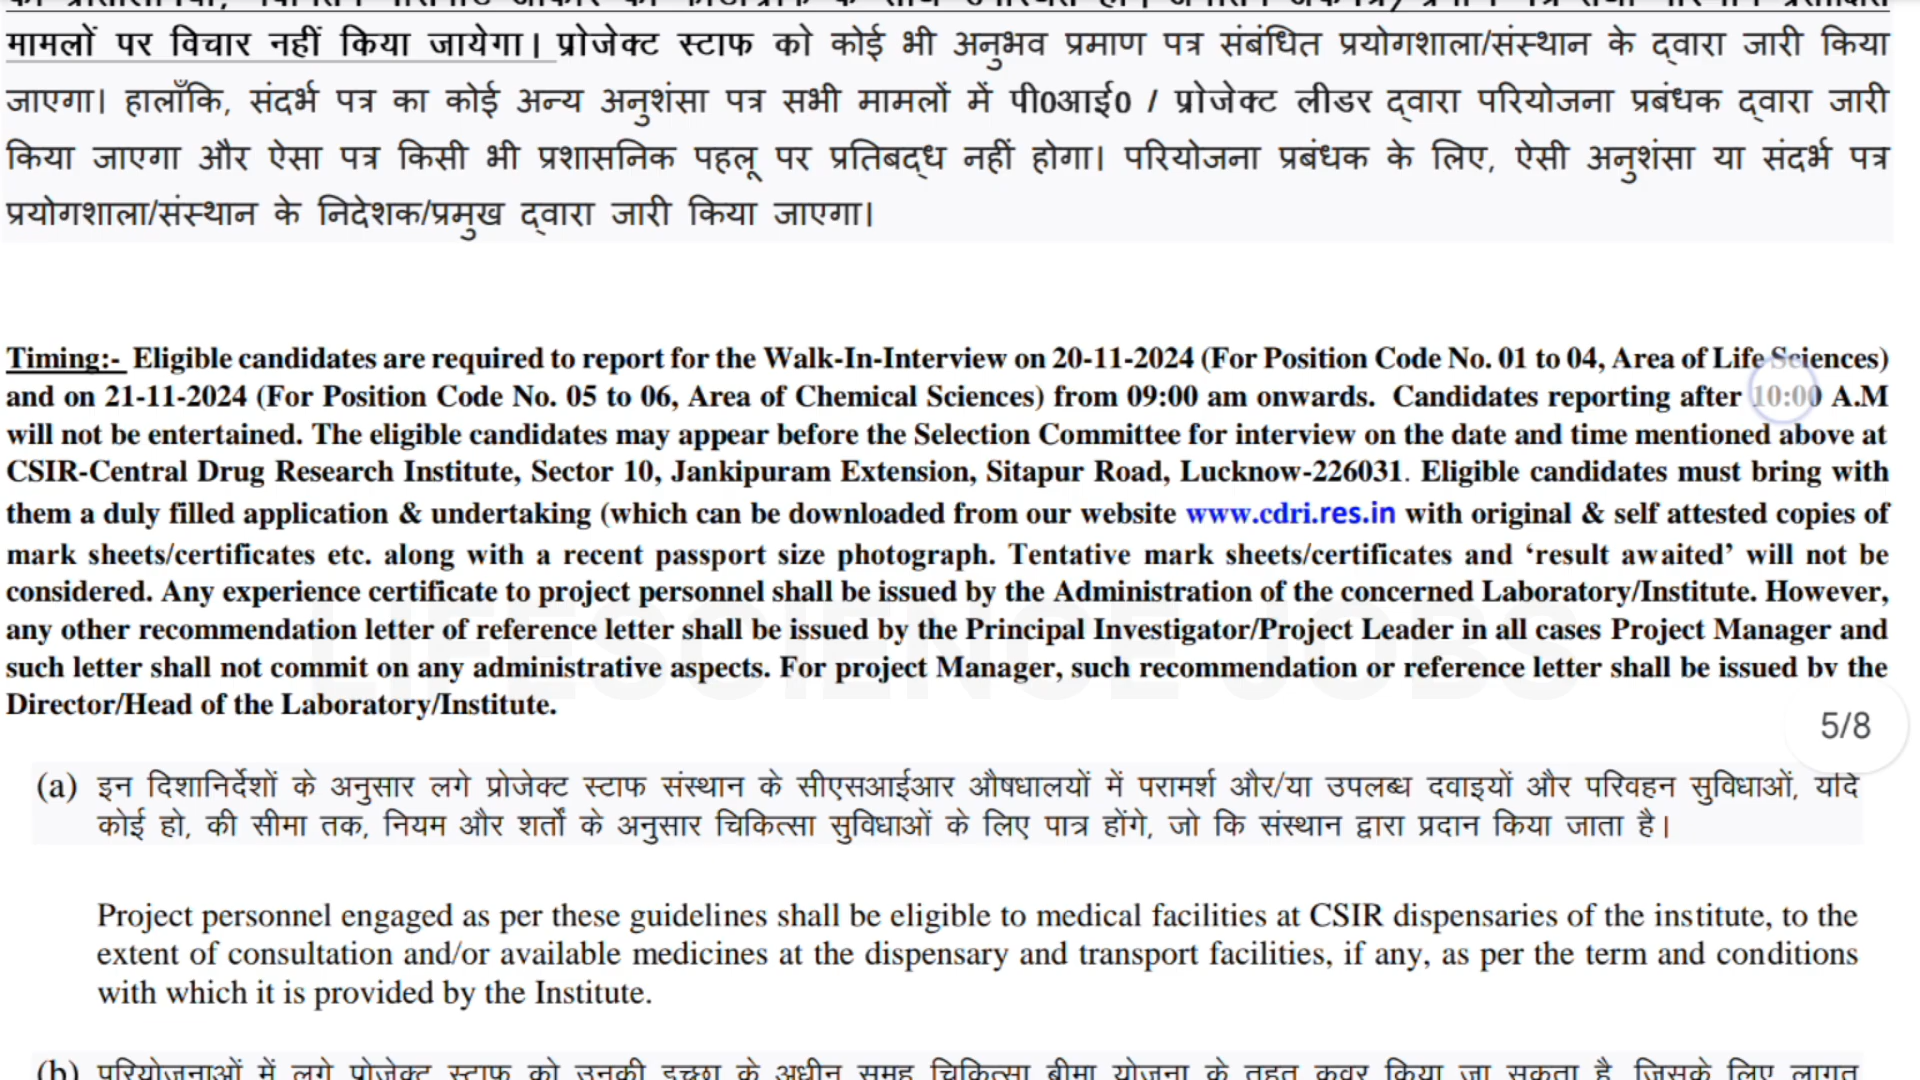 मामलों पर विचार नहीं किया जायेगा। प्रोजेक्ट स्टाफ को कोई भी अनुभव प्रमाण पत्र संबंधित प्रयोगशाला/संस्थान के द्वारा जारी किया
जाएगा। हालाँकि, संदर्भ पत्र का कोई अन्य अनुशंसा पत्र सभी मामलों में पी0आई0 / प्रोजेक्ट लीडर द्वारा परियोजना प्रबंधक द्वारा जारी
किया जाएगा और ऐसा पत्र किसी भी प्रशासनिक पहलू पर प्रतिबद्ध नहीं होगा। परियोजना प्रबंधक के लिए, ऐसी अनुशंसा या संदर्भ पत्र
प्रयोगशाला/संस्थान के निदेशक/प्रमुख द्वारा जारी किया जाएगा।
Timing:- Eligible candidates are required to report for the Walk-In-Interview on 20-11-2024 (For Position Code No. 01 to 04, Area of Life Sciences)
and on 21-11-2024 (For Position Code No. 05 to 06, Area of Chemical Sciences) from 09:00 am onwards. Candidates reporting after 10:00 A.M
will not be entertained. The eligible candidates may appear before the Selection Committee for interview on the date and time mentioned above at
CSIR-Central Drug Research Institute, Sector 10, Jankipuram Extension, Sitapur Road, Lucknow-226031. Eligible candidates must bring with
them a duly filled application & undertaking (which can be downloaded from our website www.cdri.res.in with original & self attested copies of
mark sheets/certificates etc. along with a recent passport size photograph. Tentative mark sheets/certificates and ‘result awaited’ will not be
considered. Any experience certificate to project personnel shall be issued by the Administration of the concerned Laboratory/Institute. However,
any other recommendation letter of reference letter shall be issued by the Principal Investigator/Project Leader in all cases Project Manager and
such letter shall not commit on any administrative aspects. For project Manager, such recommendation or reference letter shall be issued by the
Director/Head of the Laboratory/Institute.
LIFESCIENCE JOBS
5/8
(a) इन दिशानिर्देशों के अनुसार लगे प्रोजेक्ट स्टाफ संस्थान के सीएसआईआर औषधालयों में परामर्श और/या उपलब्ध दवाइयों और परिवहन सुविधाओं, यदि
कोई हो, की सीमा तक, नियम और शर्तों के अनुसार चिकित्सा सुविधाओं के लिए पात्र होंगे, जो कि संस्थान द्वारा प्रदान किया जाता है।
Project personnel engaged as per these guidelines shall be eligible to medical facilities at CSIR dispensaries of the institute, to the
extent of consultation and/or available medicines at the dispensary and transport facilities, if any, as per the term and conditions
with which it is provided by the Institute.
(b) परियोजनाओं में लगे प्रोजेक्ट स्टाफ को उनकी इच्छा के अधीन समूह चिकित्सा बीमा योजना के तहत कवर किया जा सकता है, जिसके लिए लागत